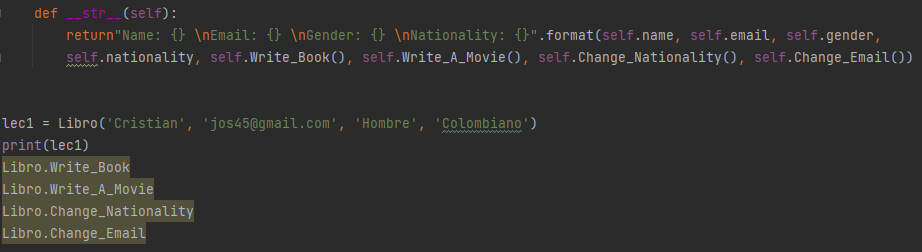 def __str__(self):
return"Name: {} \nEmail: {} \nGender: {} \nNationality: {}".format(self.name, self.email, self.gender,
self.nationality, self.Write_Book(), self.Write_A_Movie(), self.Change_Nationality(), self.Change_Email())
lec1 = Libro('Cristian', 'jos45@gmail.com', 'Hombre', 'Colombiano')
print(lec1)
Libro.Write_Book
Libro.Write_A_Movie
Libro.Change_Nationality
Libro.Change_Email